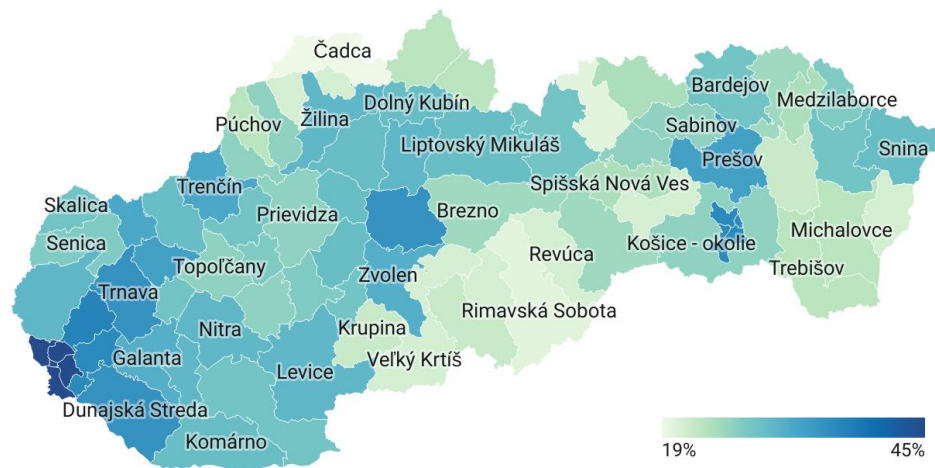 Čadca
Dolný Kubín
Bardejov
Medzilaborce
Púchov
Žilina
Sabinov
Liptovský Mikuláš
Prešov
Snina
Trenčín
Spišská Nová Ves
Skalica
Prievidza
Brezno
Michalovce
Senica
Košice - okolie
Topoľčany
Zvolen
Revúca
Trebišov
Trnava
Rimavská Sobota
Nitra
Krupina
Galanta
Veľký Krtíš
Levice
Dunajská Streda
Komárno
19%
45%